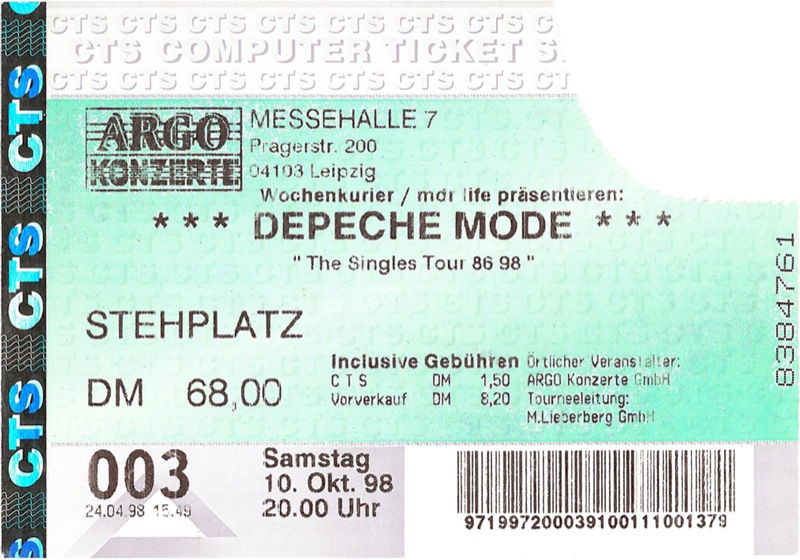 CTS CTS CTS CTS CTS CTS CTS
CTS COMPUTER TICKET S
CTS CTS CTS CTS CTS CTS CTS
CTS
CTS
CTS
ARGO
KONZERTE
MESSEHALLE 7
Pragerstr. 200
04103 Leipzig
Wochenkurier / mdr life präsentieren:
*** DEPECHE MODE ***
" The Singles Tour 86 98 "
STEHPLATZ
DM 68,00
Inclusive Gebühren
CTS DM 1,50
Vorverkauf DM 8,20
Örtlicher Veranstalter:
ARGO Konzerte GmbH
Tourneeleitung:
M.Lieberberg GmbH
8384761
003
24.04.98 15.49
Samstag
10. Okt. 98
20.00 Uhr
9719972000391001110013​79